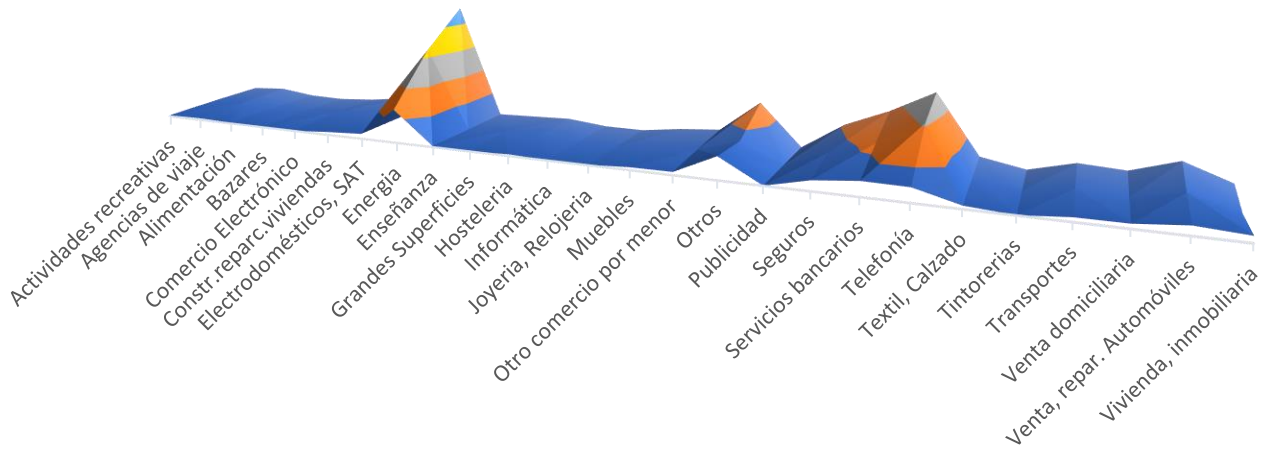 Actividades recreativas
Agencias de viaje
Alimentación
Bazares
Comercio Electrónico
Constr.reparc.viviendas
Electrodomésticos, SAT
Energia
Enseñanza
Grandes Superficies
Hosteleria
Informática
Joyeria, Relojeria
Muebles
Otro comercio por menor
Otros
Publicidad
Seguros
Servicios bancarios
Telefonía
Textil, Calzado
Tintorerias
Transportes
Venta domiciliaria
Venta, repar. Automóviles
Vivienda, inmobiliaria